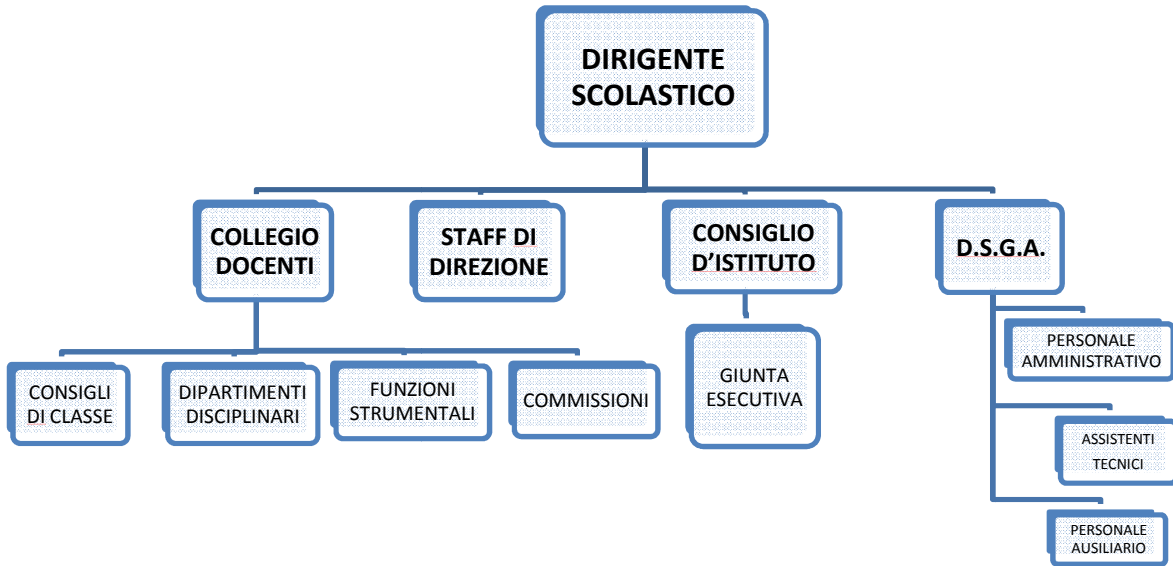 DIRIGENTE
SCOLASTICO
COLLEGIO
DOCENTI
STAFF DI
DIREZIONE
CONSIGLIO
D'ISTITUTO
D.S.G.A.
CONSIGLI
DI CLASSE
DIPARTIMENTI
DISCIPLINARI
FUNZIONI
STRUMENTALI
COMMISSIONI
GIUNTA
ESECUTIVA
PERSONALE
AMMINISTRATIVO
ASSISTENTI
TECNICI
PERSONALE
AUSILIARIO